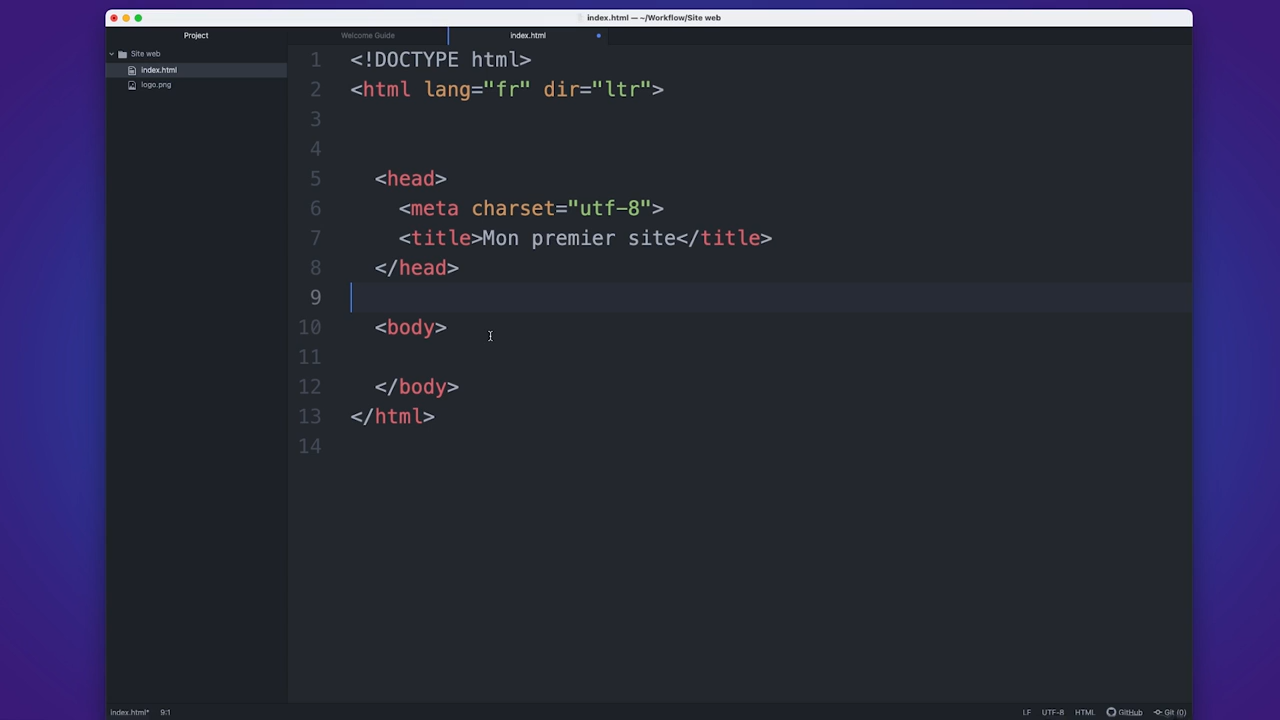 index.html — ~/Workflow/Site web
Project
Welcome Guide
index.html
Site web
index.html
logo.png
1 <!DOCTYPE html>
2 <html lang="fr" dir="ltr">
3
4
5 <head>
6 <meta charset="utf-8">
7 <title>Mon premier site</title>
8 </head>
9
10 <body>
11
12 </body>
13 </html>
14
index.html* 9:1 LF UTF-8 HTML GitHub Git (0)